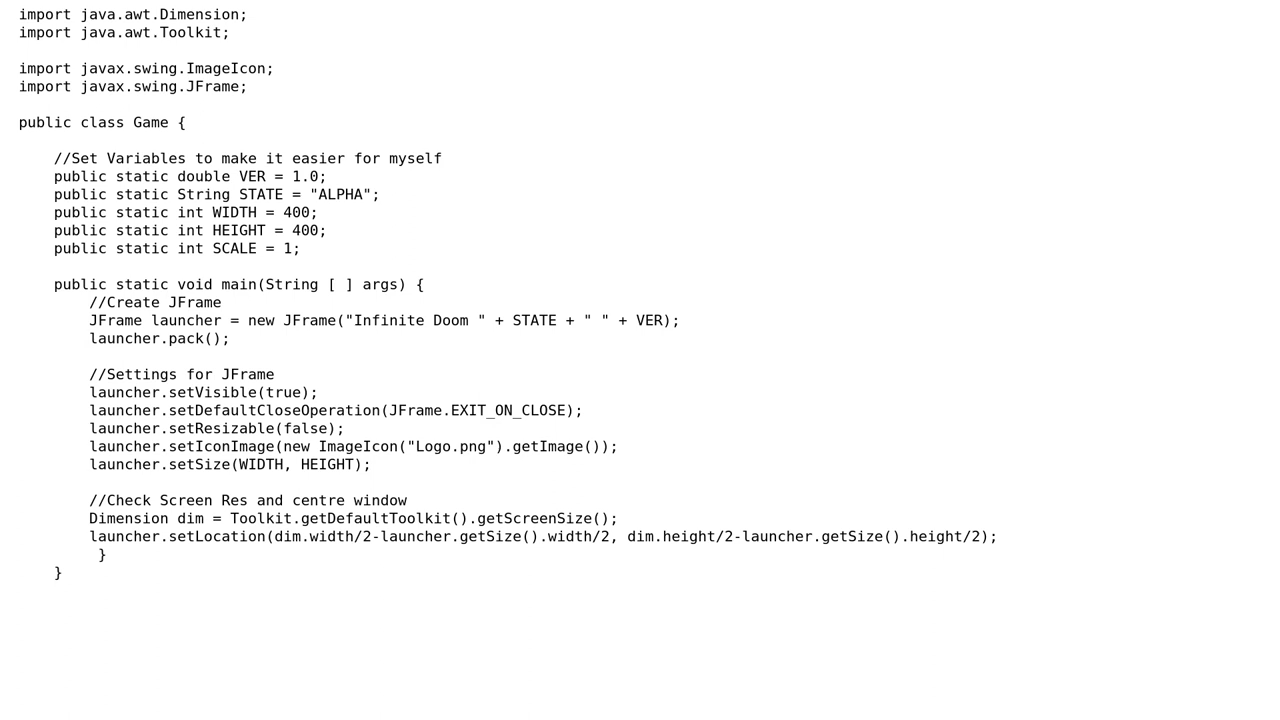 import java.awt.Dimension;
import java.awt.Toolkit;

import javax.swing.ImageIcon;
import javax.swing.JFrame;

public class Game {

    //Set Variables to make it easier for myself
    public static double VER = 1.0;
    public static String STATE = "ALPHA";
    public static int WIDTH = 400;
    public static int HEIGHT = 400;
    public static int SCALE = 1;

    public static void main(String [ ] args) {
        //Create JFrame
        JFrame launcher = new JFrame("Infinite Doom " + STATE + " " + VER);
        launcher.pack();

        //Settings for JFrame
        launcher.setVisible(true);
        launcher.setDefaultCloseOperation(JFrame.EXIT_ON_CLOSE);
        launcher.setResizable(false);
        launcher.setIconImage(new ImageIcon("Logo.png").getImage());
        launcher.setSize(WIDTH, HEIGHT);

        //Check Screen Res and centre window
        Dimension dim = Toolkit.getDefaultToolkit().getScreenSize();
        launcher.setLocation(dim.width/2-launcher.getSize().width/2, dim.height/2-launcher.getSize().height/2);
         }
    }